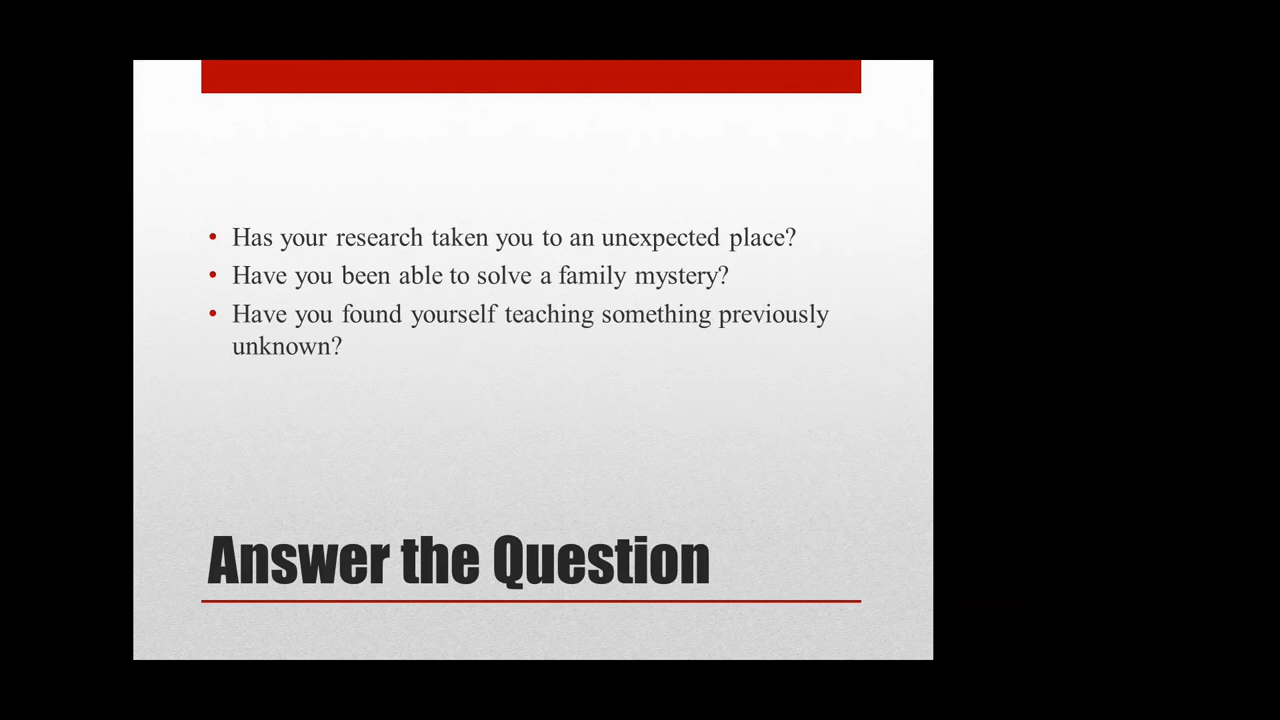 • Has your research taken you to an unexpected place?
• Have you been able to solve a family mystery?
• Have you found yourself teaching something previously
unknown?
Answer the Question